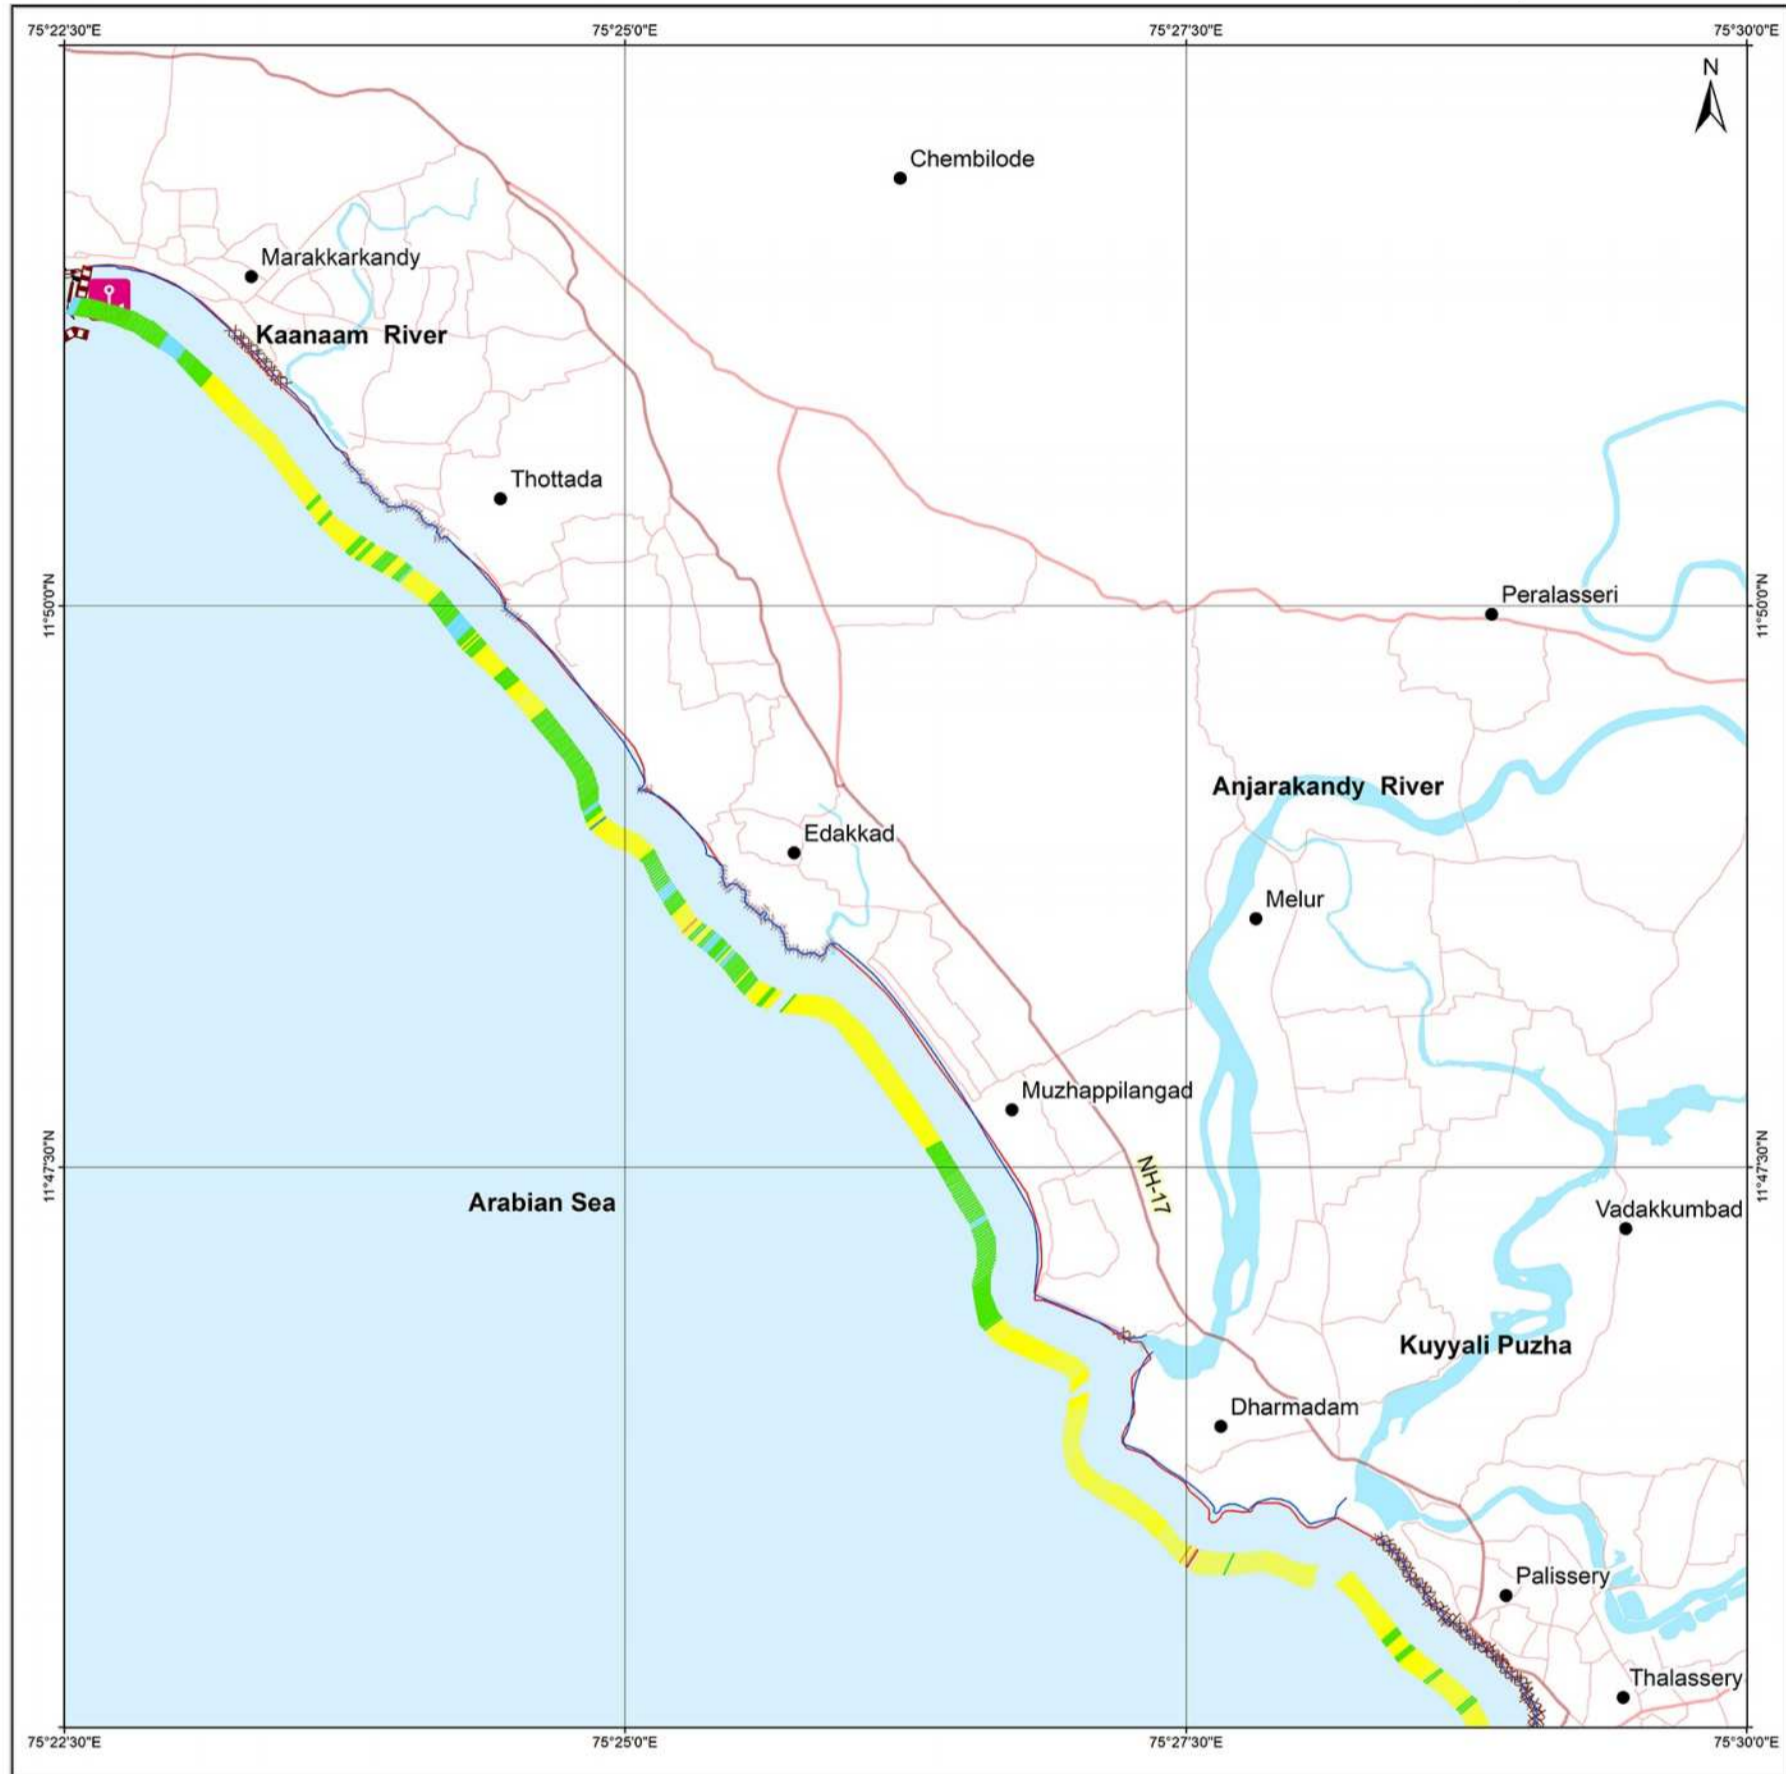 75°22'30"E 75°25'0"E 75°27'30"E 75°30'0"E
N
Chembilode
Marakkarkandy
Kaanaam River
Thottada
Peralasseri
11°50'0"N 11°50'0"N
Anjarakandy River
Edakkad
Melur
Muzhappilangad
11°47'30"N 11°47'30"N
NH-17
Arabian Sea
Vadakkumbad
Kuyyali Puzha
Dharmadam
Palissery
Thalassery
75°22'30"E 75°25'0"E 75°27'30"E 75°30'0"E